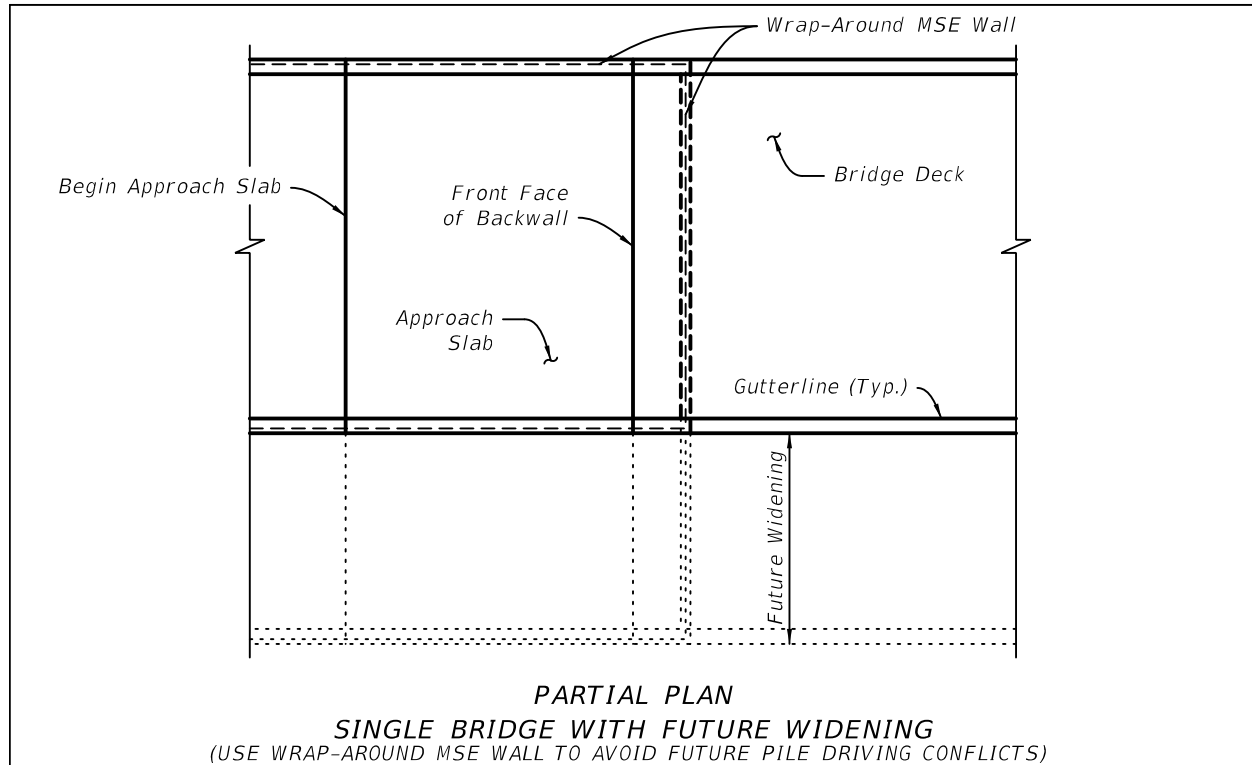 Wrap-Around MSE Wall
Begin Approach Slab
Front Face
of Backwall
Bridge Deck
Approach
Slab
Gutterline (Typ.)
Future Widening
PARTIAL PLAN
SINGLE BRIDGE WITH FUTURE WIDENING
(USE WRAP-AROUND MSE WALL TO AVOID FUTURE PILE DRIVING CONFLICTS)